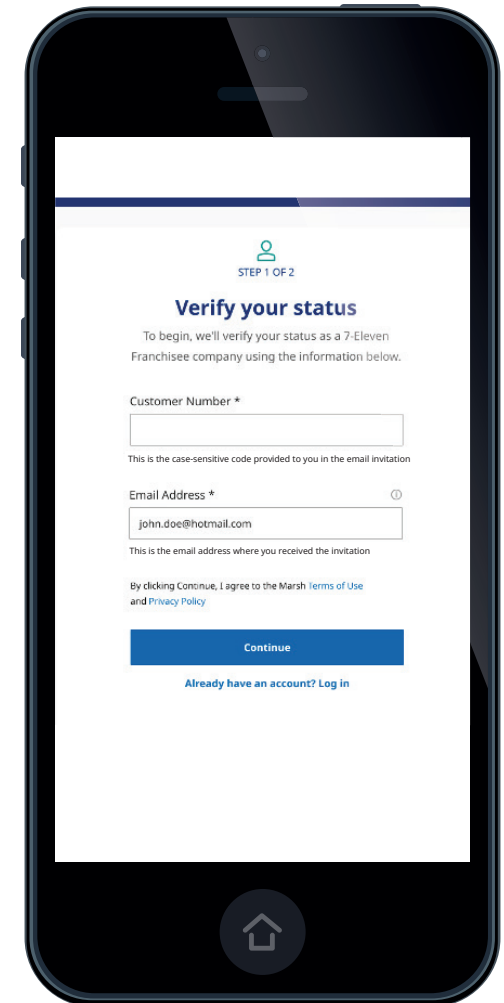 STEP 1 OF 2
Verify your status
To begin, we'll verify your status as a 7-Eleven
Franchisee company using the information below.
Customer Number *
This is the case-sensitive code provided to you in the email invitation
Email Address *
john.doe@hotmail.com
This is the email address where you received the invitation
By clicking Continue, I agree to the Marsh Terms of Use
and Privacy Policy
Continue
Already have an account? Log in